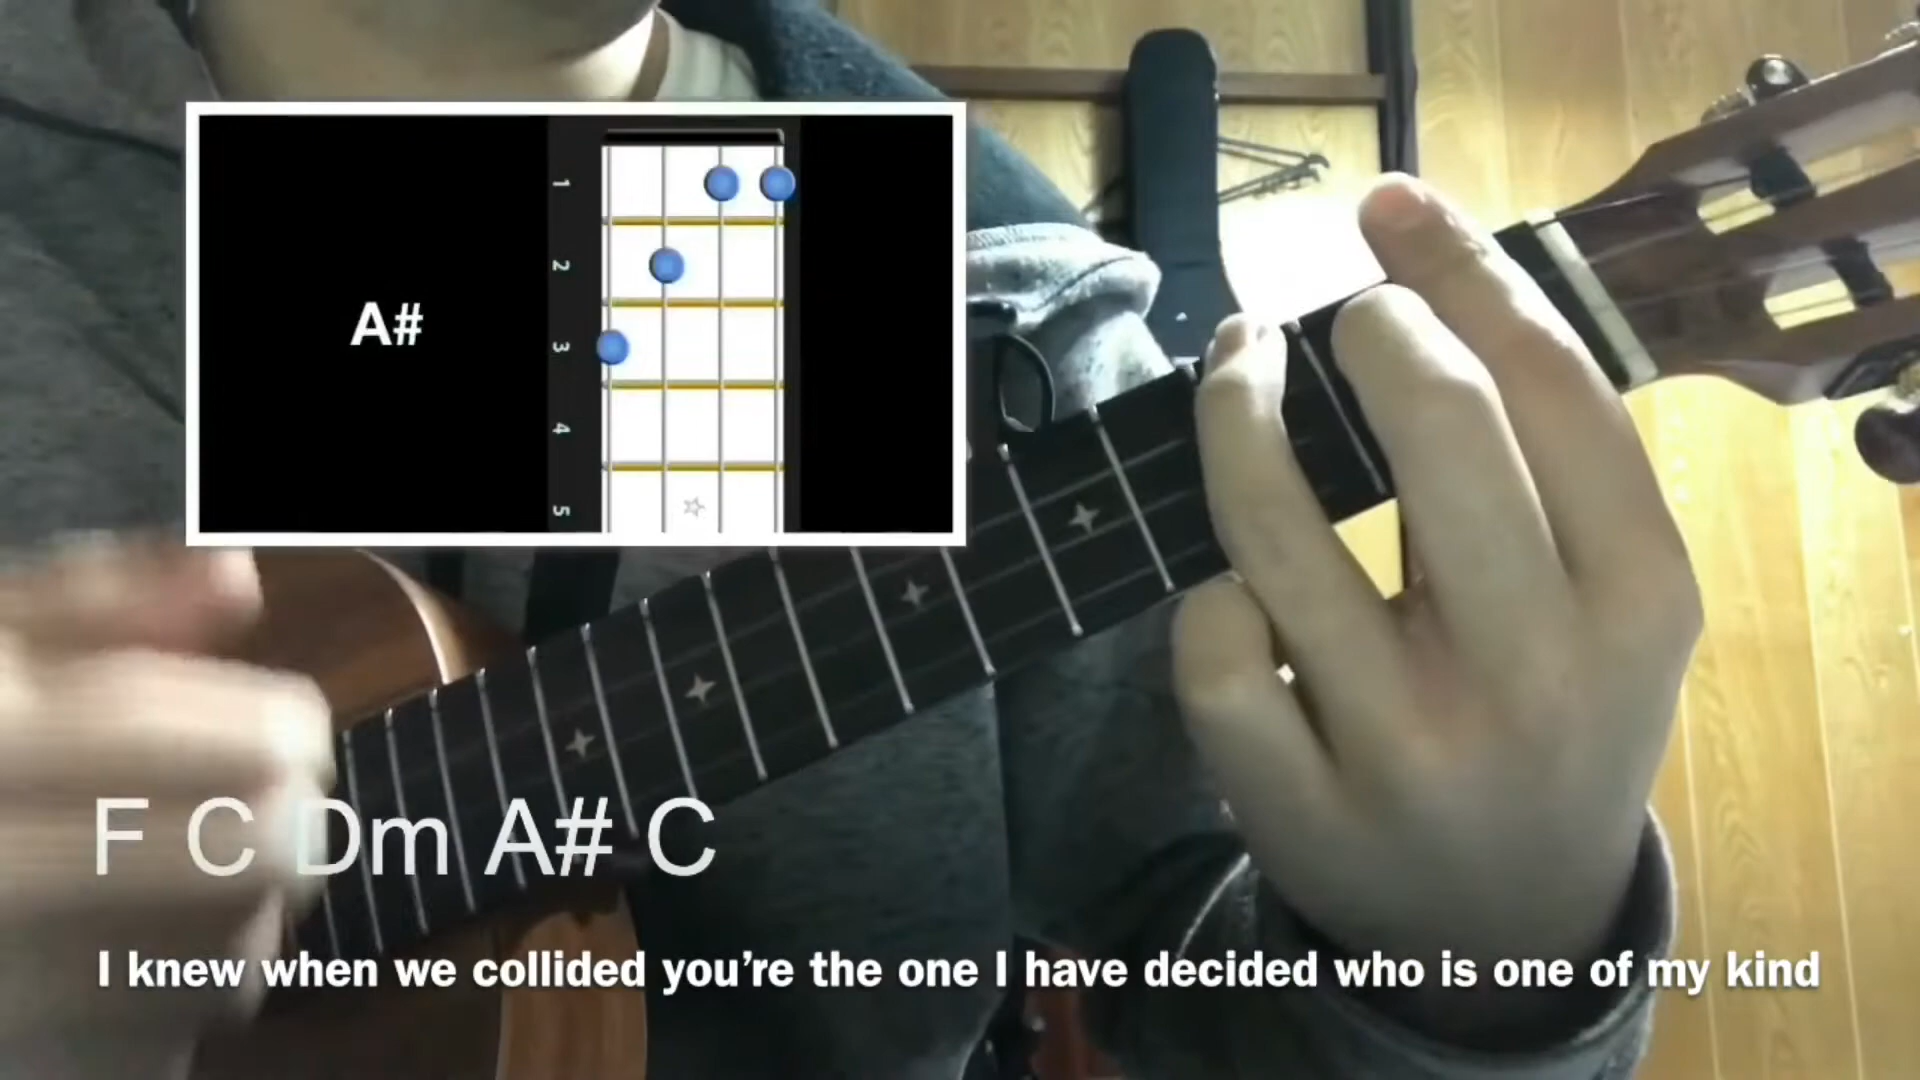 A#
1
2
3
4
5
F C Dm A# C
I knew when we collided you’re the one I have decided who is one of my kind